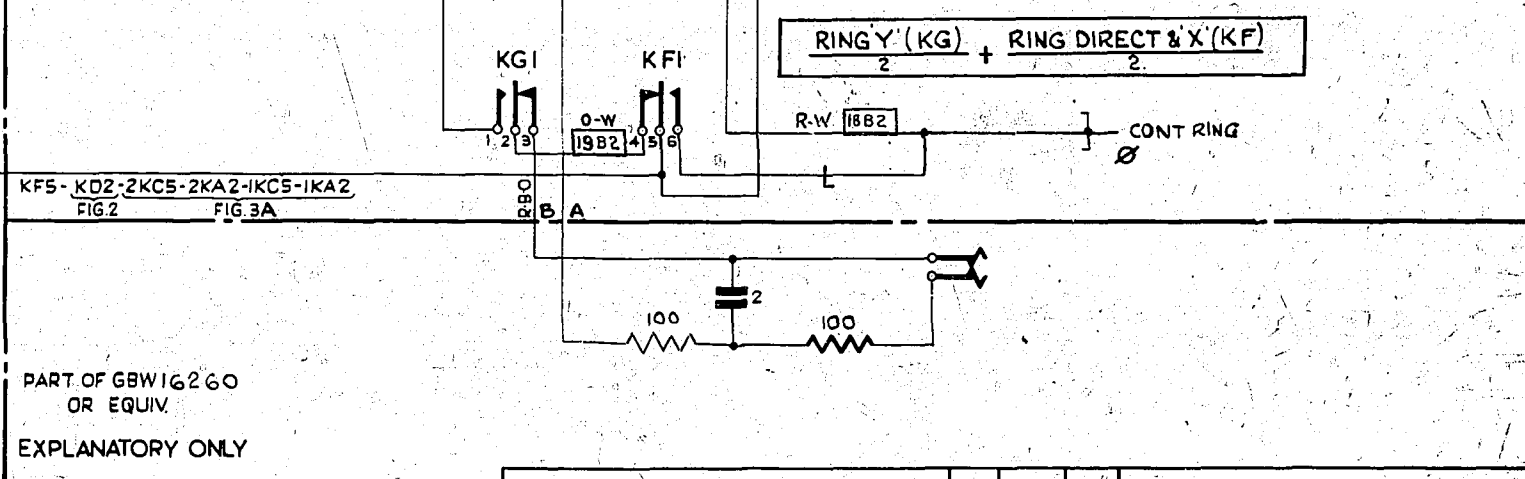 RING 'Y' (KG) + RING DIRECT & 'X' (KF)
2 2.
KG1 KF1
1 2 3 O-W 4 5 6
19B2
R-W 18B2
CONT RING
Ø
L
KF5-KD2-2KC5-2KA2-1KC5-1KA2
FIG.2 FIG.3A
R-B-O
B A
2
100 100
PART OF GBW16260
OR EQUIV.
EXPLANATORY ONLY